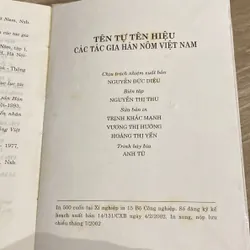 TÊN TỰ TÊN HIỆU
CÁC TÁC GIA HÁN NÔM VIỆT NAM
Chịu trách nhiệm xuất bản
NGUYỄN ĐỨC DIỆU
Biên tập
NGUYỄN THỊ THU
Sửa bản in
TRỊNH KHẮC MẠNH
VƯƠNG THỊ HƯỜNG
HOÀNG THỊ YÊN
Trình bày bìa
ANH TÚ
In 500 cuốn tại Xí nghiệp in 15 Bộ Công nghiệp. Số đăng ký kế
hoạch xuất bản 14/131/CXB ngày 4/2/2002. In xong, nộp lưu
chiểu tháng 7/2002